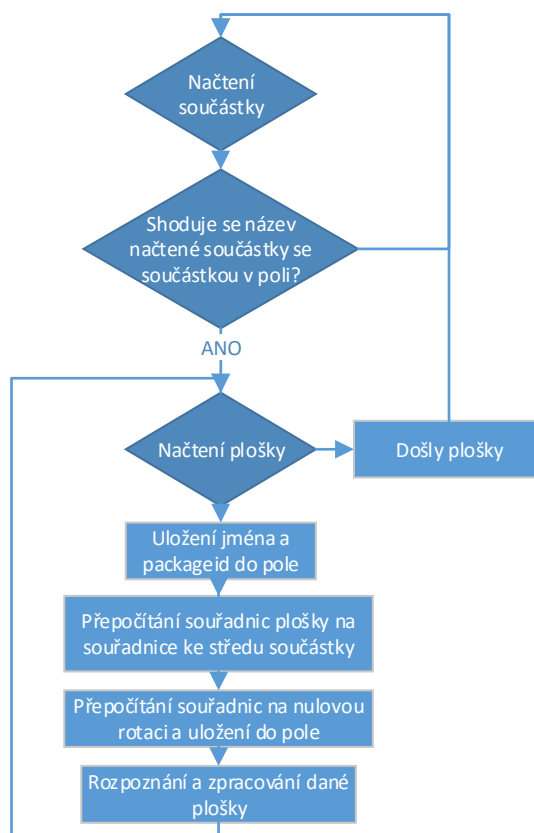 Načtení
součástky
Shoduje se název
načtené součástky se
součástkou v poli?
ANO
Načtení plošky
Došly plošky
Uložení jména a
packageid do pole
Přepočítání souřadnic plošky na
souřadnice ke středu součástky
Přepočítání souřadnic na nulovou
rotaci a uložení do pole
Rozpoznání a zpracování dané
plošky